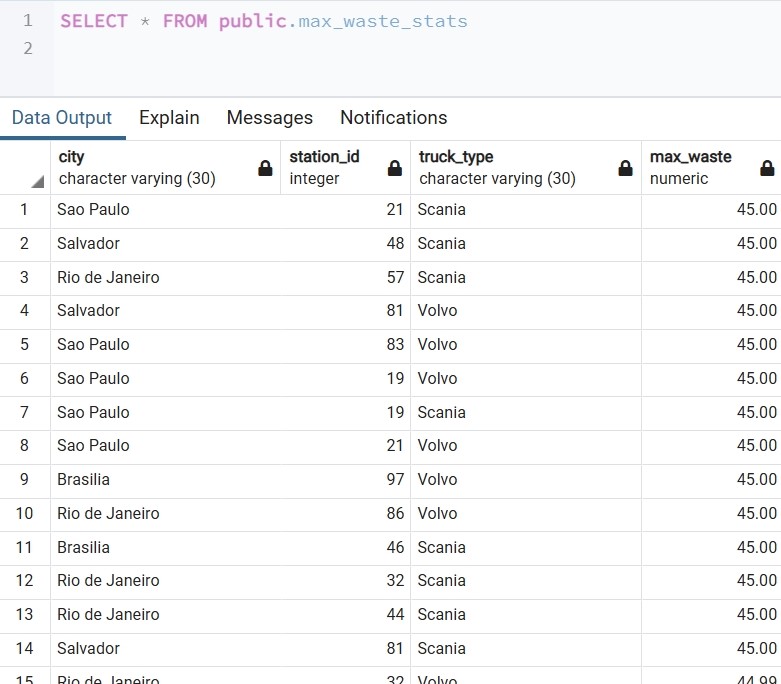 1 SELECT * FROM public.max_waste_stats
2
Data Output Explain Messages Notifications
city station_id truck_type max_waste
character varying (30) integer character varying (30) numeric
1 Sao Paulo 21 Scania 45.00
2 Salvador 48 Scania 45.00
3 Rio de Janeiro 57 Scania 45.00
4 Salvador 81 Volvo 45.00
5 Sao Paulo 83 Volvo 45.00
6 Sao Paulo 19 Volvo 45.00
7 Sao Paulo 19 Scania 45.00
8 Sao Paulo 21 Volvo 45.00
9 Brasilia 97 Volvo 45.00
10 Rio de Janeiro 86 Volvo 45.00
11 Brasilia 46 Scania 45.00
12 Rio de Janeiro 32 Scania 45.00
13 Rio de Janeiro 44 Scania 45.00
14 Salvador 81 Scania 45.00
15 Rio de Janeiro 32 Volvo 44.99